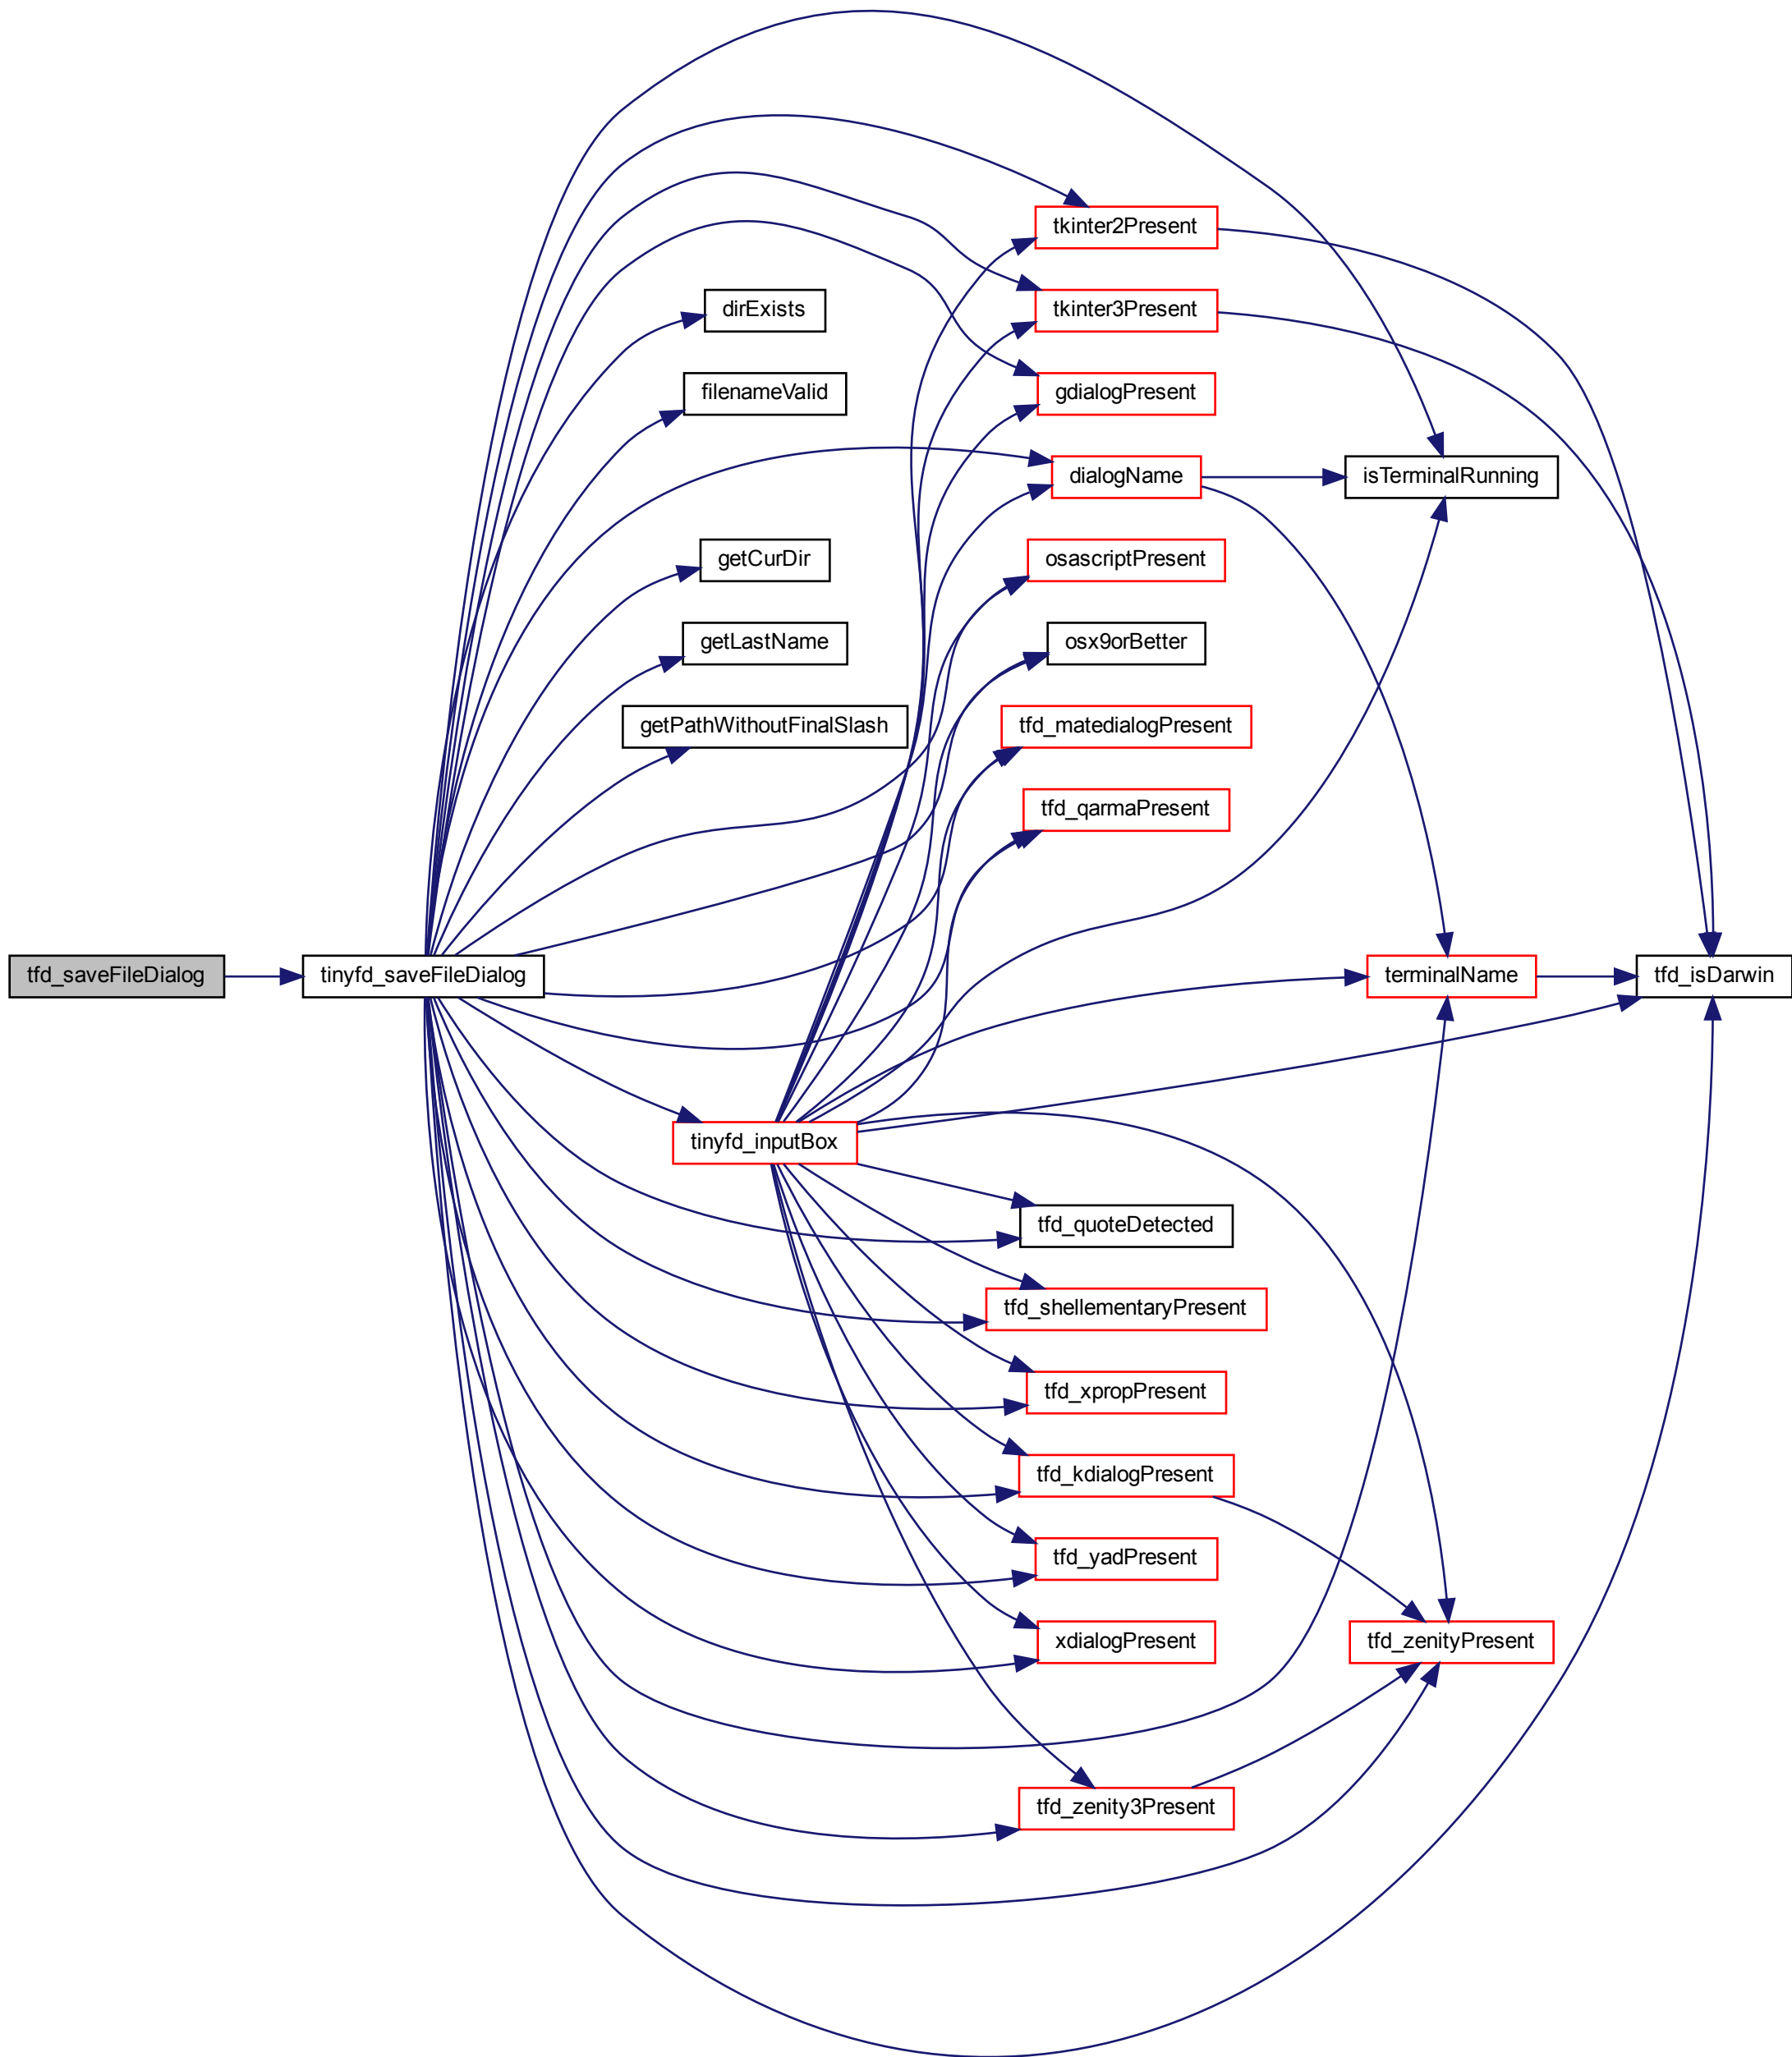 tkinter2Present
dirExists
tkinter3Present
filenameValid
gdialogPresent
dialogName
isTerminalRunning
getCurDir
osascriptPresent
getLastName
osx9orBetter
getPathWithoutFinalSlash
tfd_matedialogPresent
tfd_qarmaPresent
tfd_saveFileDialog
tinyfd_saveFileDialog
terminalName
tfd_isDarwin
tinyfd_inputBox
tfd_quoteDetected
tfd_shellementaryPresent
tfd_xpropPresent
tfd_kdialogPresent
tfd_yadPresent
xdialogPresent
tfd_zenityPresent
tfd_zenity3Present